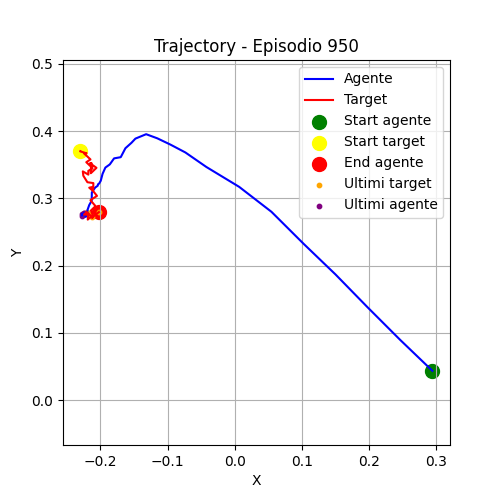 Trajectory - Episodio 950
Agente
Target
Start agente
Start target
End agente
Ultimi target
Ultimi agente
0.5
0.4
0.3
0.2
0.1
0.0
Y
−0.2
−0.1
0.0
0.1
0.2
0.3
X